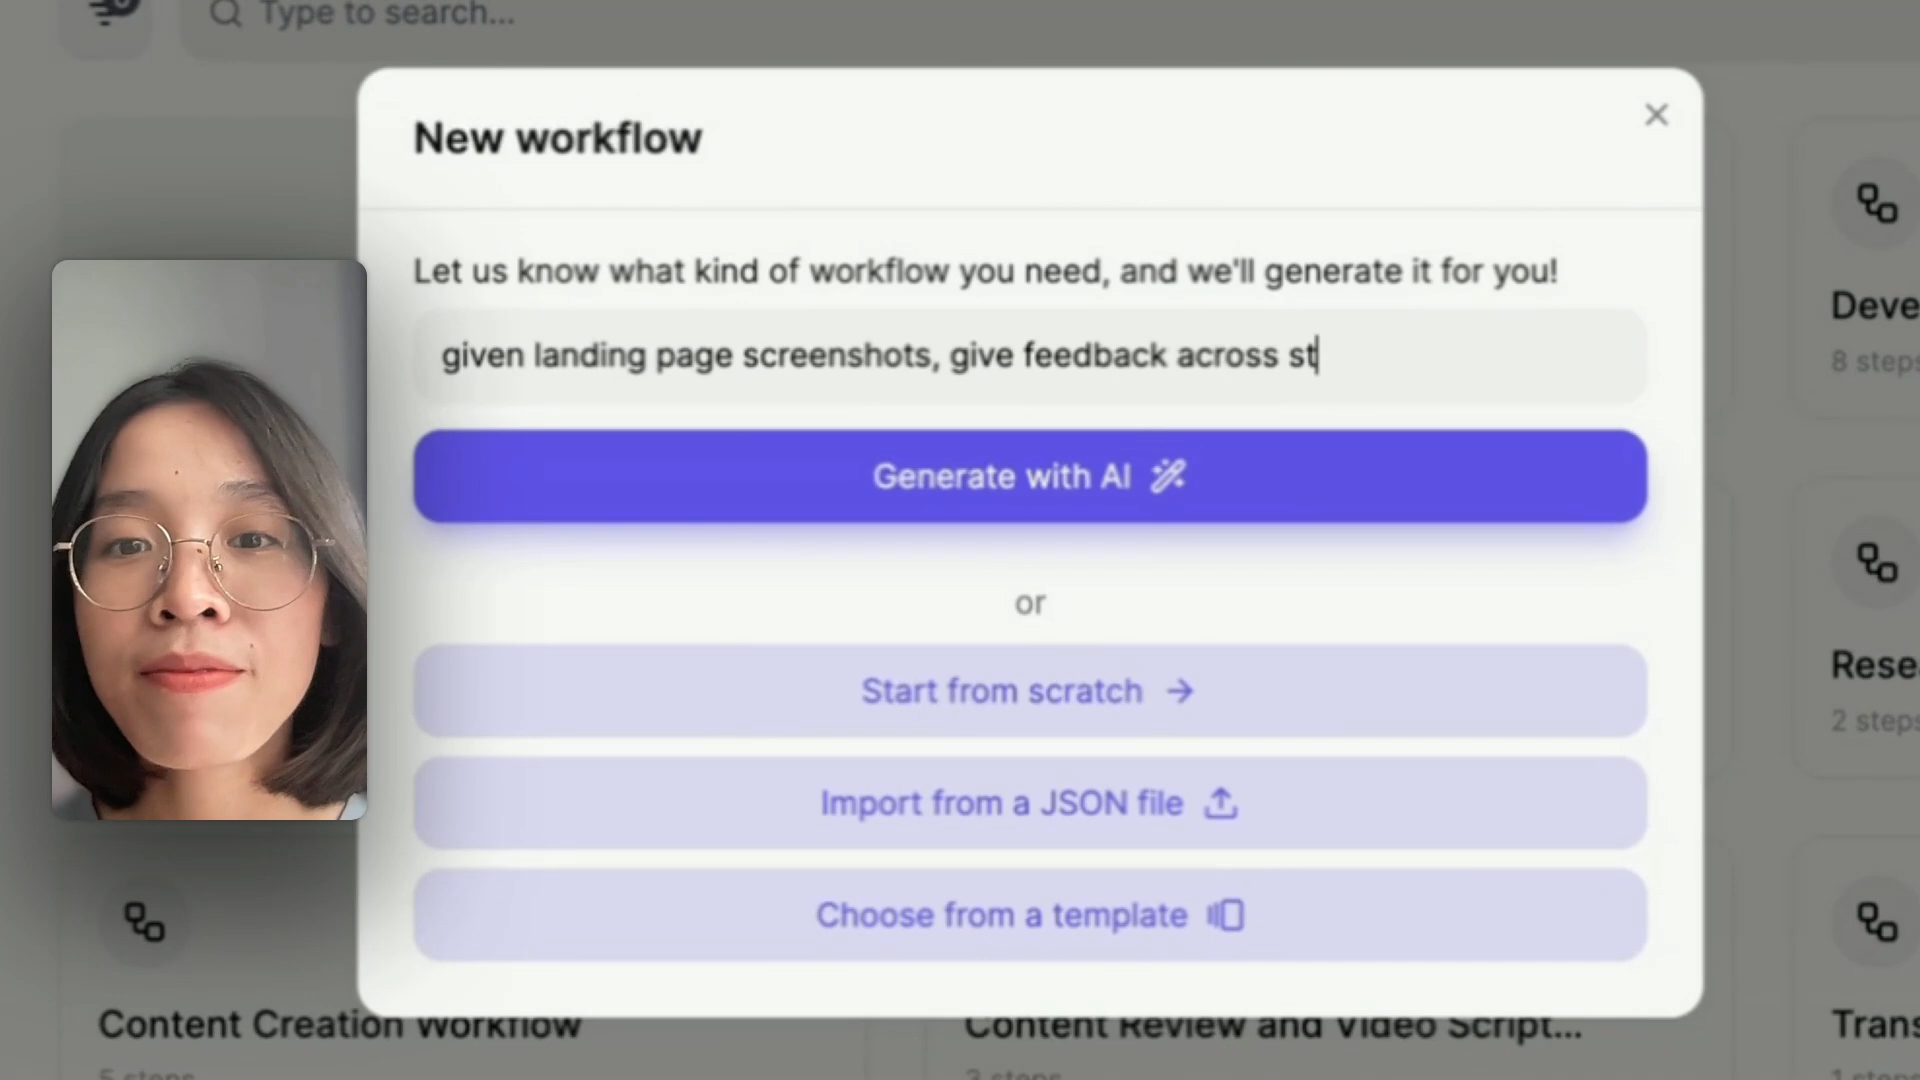 Type to search...
New workflow
Let us know what kind of workflow you need, and we'll generate it for you!
given landing page screenshots, give feedback across st
Generate with AI
or
Start from scratch
Import from a JSON file
Choose from a template
Deve
8 steps
Rese
2 steps
Content Creation Workflow
5 steps
Content Review and Video Script...
3 steps
Trans
1 steps